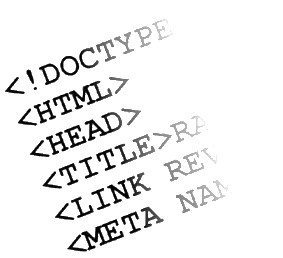 <!DOCTYPE
<HTML>
<HEAD>
<TITLE>RA
<LINK REV
<META NAM